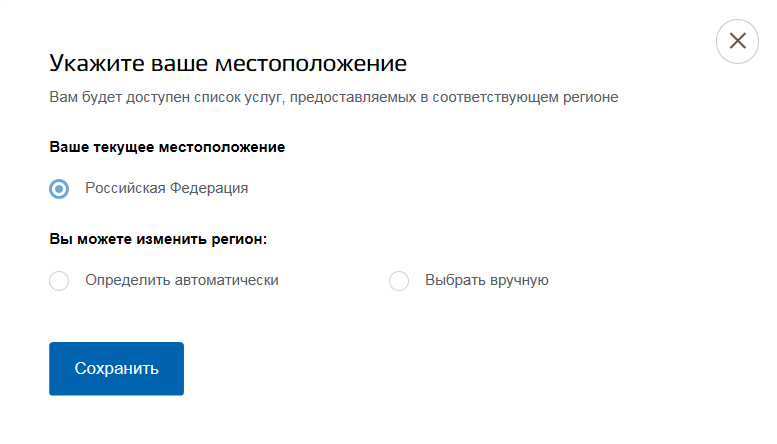 Укажите ваше местоположение
Вам будет доступен список услуг, предоставляемых в соответствующем регионе
Ваше текущее местоположение
Российская Федерация
Вы можете изменить регион:
Определить автоматически
Выбрать вручную
Сохранить